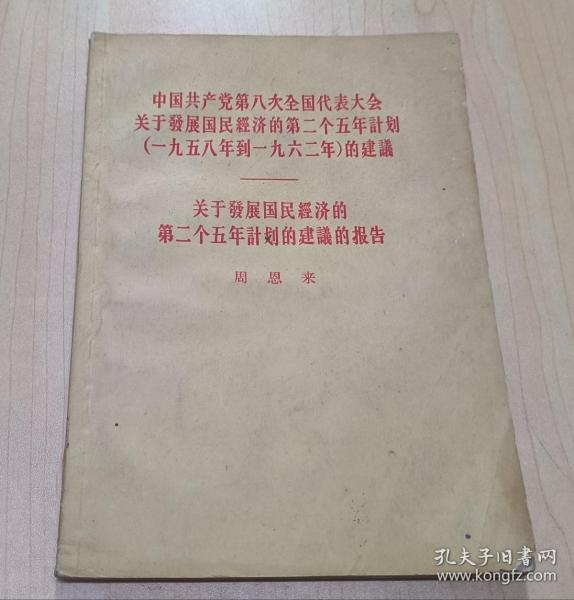 中国共产党第八次全国代表大会
关于發展国民經济的第二个五年計划
(一九五八年到一九六二年)的建議
关于發展国民經济的
第二个五年計划的建議的报告
周恩来
孔夫子旧書网
www.kongfz.com